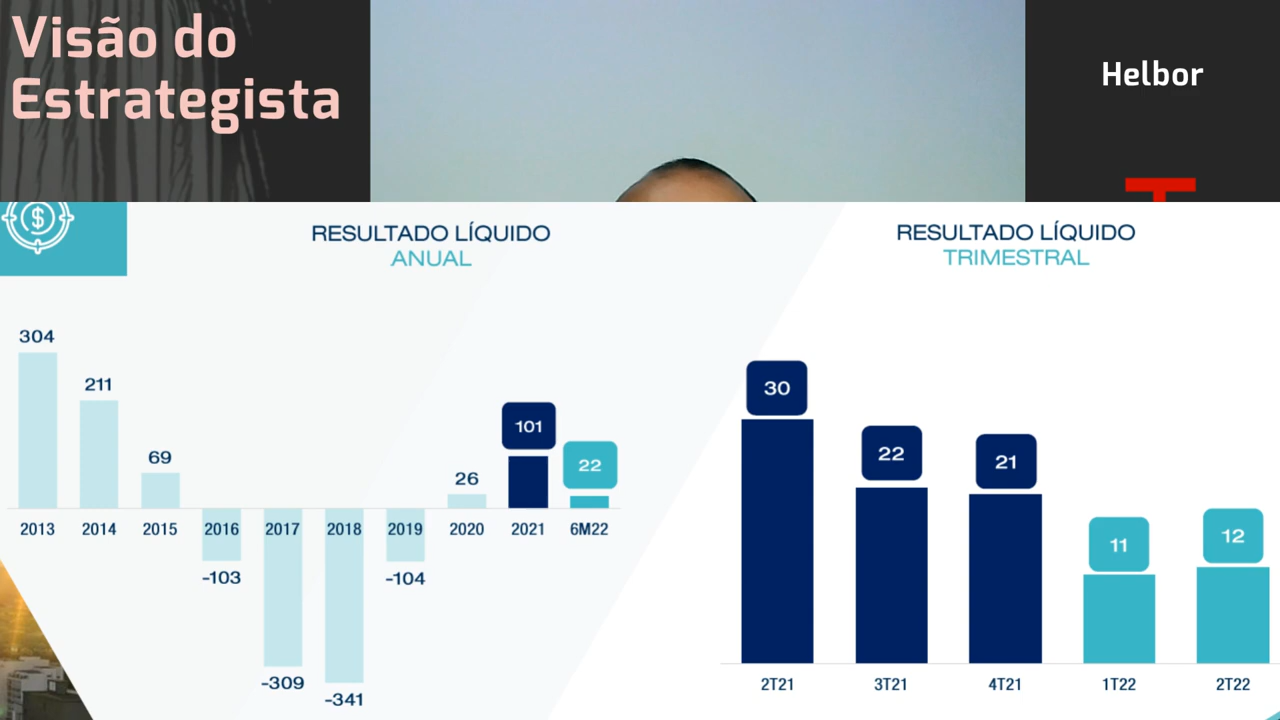 Visão do
Estrategista
Helbor
$
RESULTADO LÍQUIDO
ANUAL
304
211
69
26
101
22
2013
2014
2015
2016
2017
2018
2019
2020
2021
6M22
-103
-309
-341
-104
RESULTADO LÍQUIDO
TRIMESTRAL
30
22
21
11
12
2T21
3T21
4T21
1T22
2T22